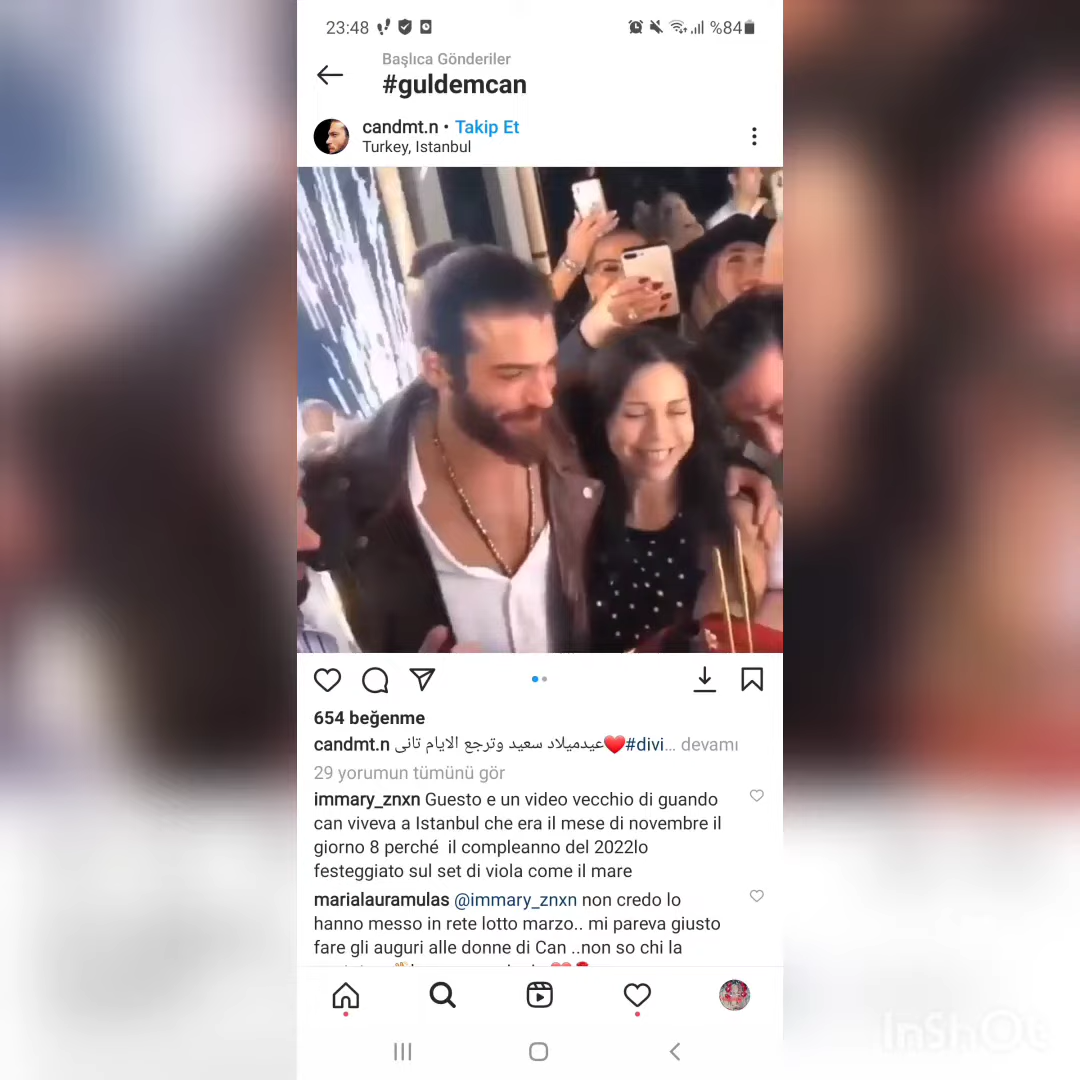 23:48
%84
Başlıca Gönderiler
#guldemcan
candmt.n • Takip Et
Turkey, Istanbul
654 beğenme
candmt.n عيدميلاد سعيد وترجع الايام تانى❤️#divi... devamı
29 yorumun tümünü gör
immary_znxn Guesto e un video vecchio di guando
can viveva a Istanbul che era il mese di novembre il
giorno 8 perché il compleanno del 2022lo
festeggiato sul set di viola come il mare
marialauramulas @immary_znxn non credo lo
hanno messo in rete lotto marzo.. mi pareva giusto
fare gli auguri alle donne di Can ..non so chi la
InShOt